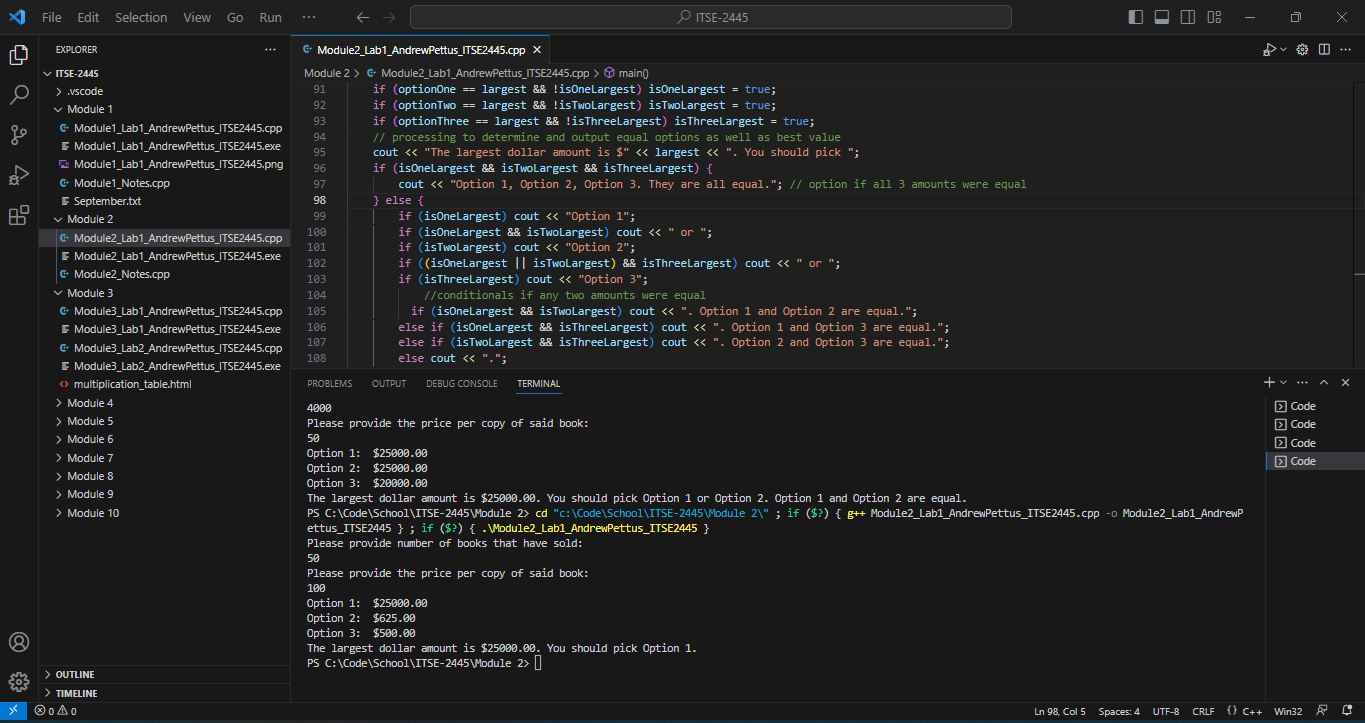 File Edit Selection View Go Run ··· ITSE-2445
EXPLORER ···
ITSE-2445
.vscode
Module 1
Module1_Lab1_AndrewPettus_ITSE2445.cpp
Module1_Lab1_AndrewPettus_ITSE2445.exe
Module1_Lab1_AndrewPettus_ITSE2445.png
Module1_Notes.cpp
September.txt
Module 2
Module2_Lab1_AndrewPettus_ITSE2445.cpp
Module2_Lab1_AndrewPettus_ITSE2445.exe
Module2_Notes.cpp
Module 3
Module3_Lab1_AndrewPettus_ITSE2445.cpp
Module3_Lab1_AndrewPettus_ITSE2445.exe
Module3_Lab2_AndrewPettus_ITSE2445.cpp
Module3_Lab2_AndrewPettus_ITSE2445.exe
multiplication_table.html
Module 4
Module 5
Module 6
Module 7
Module 8
Module 9
Module 10
OUTLINE
TIMELINE
Module2_Lab1_AndrewPettus_ITSE2445.cpp
Module 2 > Module2_Lab1_AndrewPettus_ITSE2445.cpp > main()
91 if (optionOne == largest && !isOneLargest) isOneLargest = true;
92 if (optionTwo == largest && !isTwoLargest) isTwoLargest = true;
93 if (optionThree == largest && !isThreeLargest) isThreeLargest = true;
94 // processing to determine and output equal options as well as best value
95 cout << "The largest dollar amount is $" << largest << ". You should pick ";
96 if (isOneLargest && isTwoLargest && isThreeLargest) {
97 cout << "Option 1, Option 2, Option 3. They are all equal."; // option if all 3 amounts were equal
98 } else {
99 if (isOneLargest) cout << "Option 1";
100 if (isOneLargest && isTwoLargest) cout << " or ";
101 if (isTwoLargest) cout << "Option 2";
102 if ((isOneLargest || isTwoLargest) && isThreeLargest) cout << " or ";
103 if (isThreeLargest) cout << "Option 3";
104 //conditionals if any two amounts were equal
105 if (isOneLargest && isTwoLargest) cout << ". Option 1 and Option 2 are equal.";
106 else if (isOneLargest && isThreeLargest) cout << ". Option 1 and Option 3 are equal.";
107 else if (isTwoLargest && isThreeLargest) cout << ". Option 2 and Option 3 are equal.";
108 else cout << ".";
PROBLEMS OUTPUT DEBUG CONSOLE TERMINAL
4000
Please provide the price per copy of said book:
50
Option 1: $25000.00
Option 2: $25000.00
Option 3: $20000.00
The largest dollar amount is $25000.00. You should pick Option 1 or Option 2. Option 1 and Option 2 are equal.
PS C:\Code\School\ITSE-2445\Module 2> cd "c:\Code\School\ITSE-2445\Module 2\" ; if ($?) { g++ Module2_Lab1_AndrewPettus_ITSE2445.cpp -o Module2_Lab1_AndrewP
ettus_ITSE2445 } ; if ($?) { .\Module2_Lab1_AndrewPettus_ITSE2445 }
Please provide number of books that have sold:
50
Please provide the price per copy of said book:
100
Option 1: $25000.00
Option 2: $625.00
Option 3: $500.00
The largest dollar amount is $25000.00. You should pick Option 1.
PS C:\Code\School\ITSE-2445\Module 2>
Code
Code
Code
Code
0 0 Ln 98, Col 5 Spaces: 4 UTF-8 CRLF {} C++ Win32